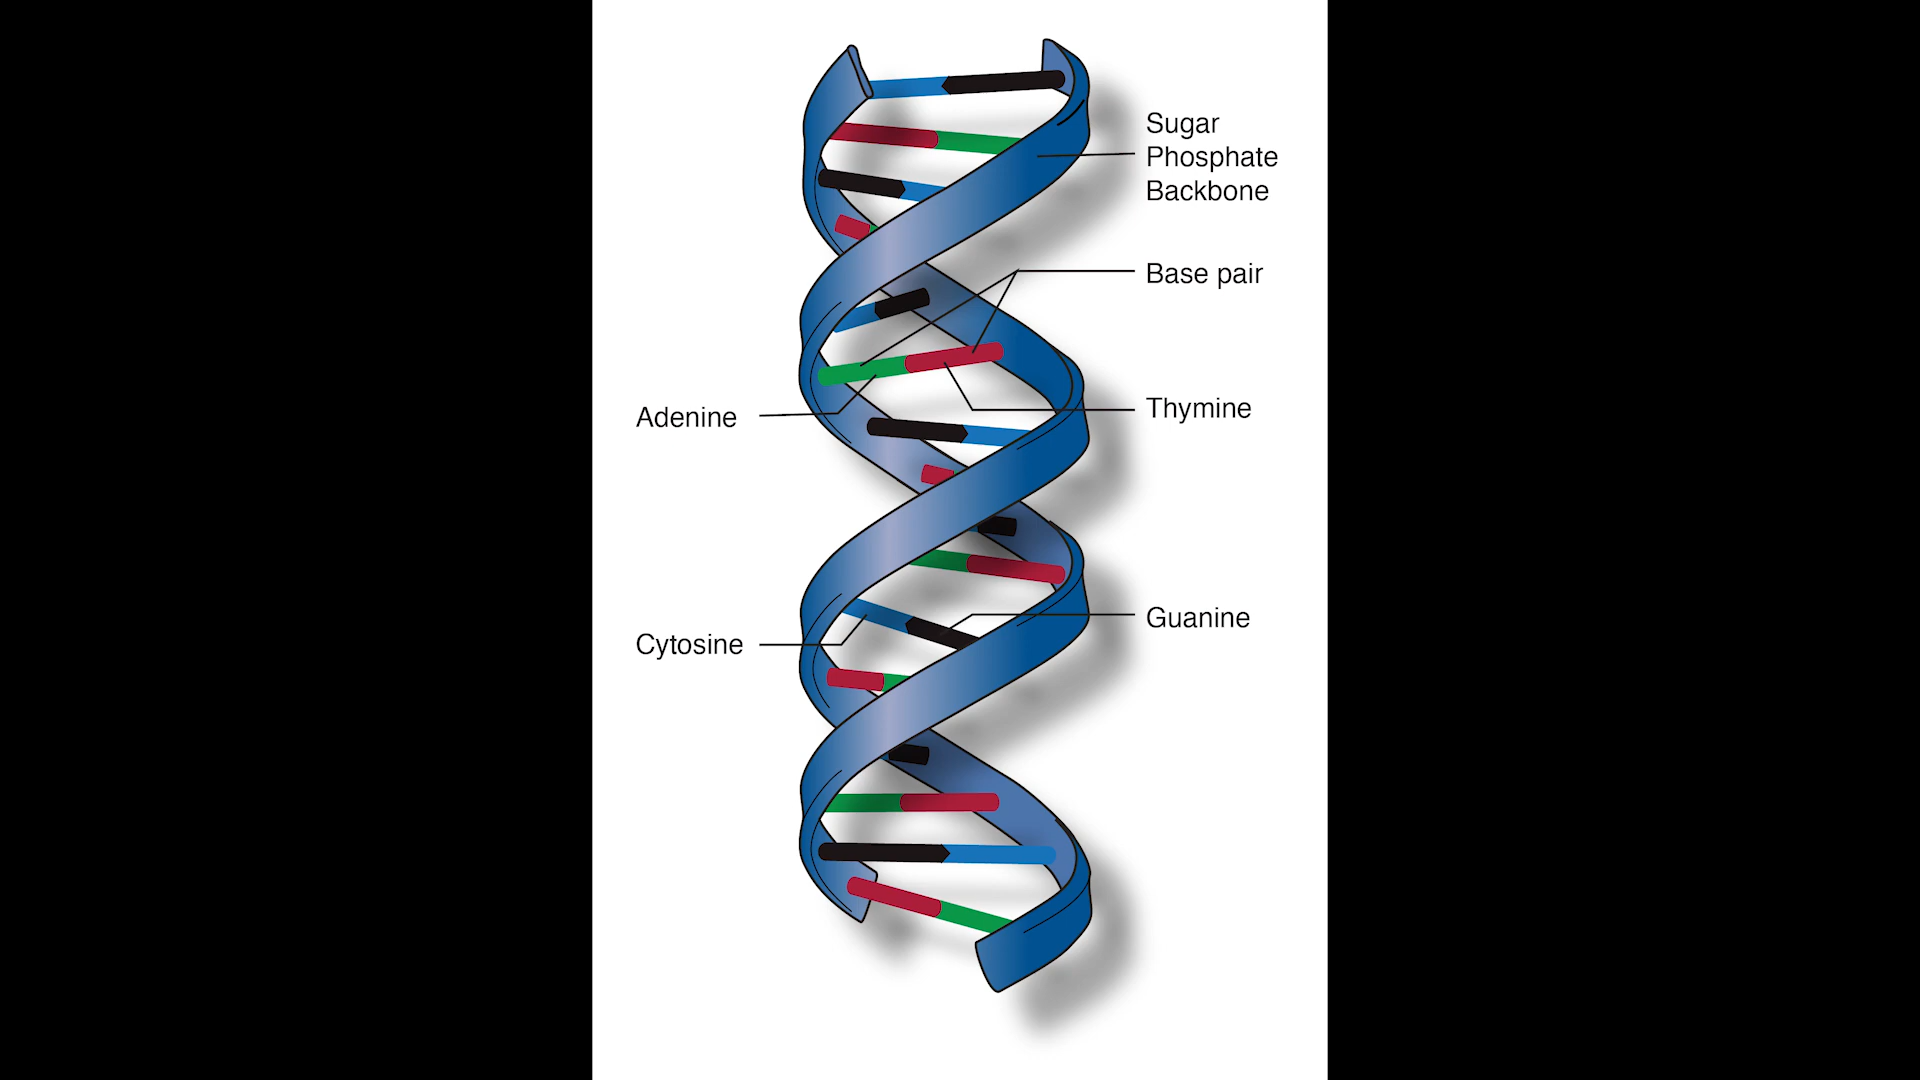 Sugar
Phosphate
Backbone
Base pair
Adenine
Thymine
Cytosine
Guanine